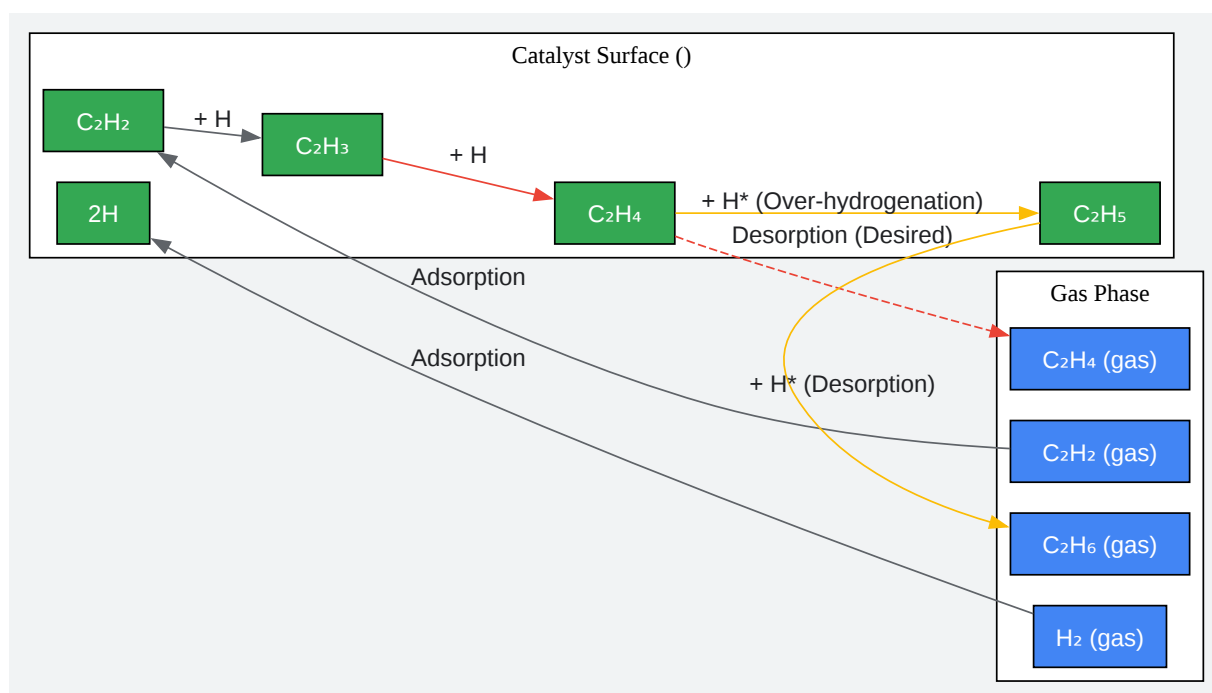 Catalyst Surface ()
C₂H₂
+ H
C₂H₃
+ H
2H
C₂H₄
+ H* (Over-hydrogenation)
C₂H₅
Desorption (Desired)
Adsorption
Gas Phase
C₂H₄ (gas)
Adsorption
+ H* (Desorption)
C₂H₂ (gas)
C₂H₆ (gas)
H₂ (gas)